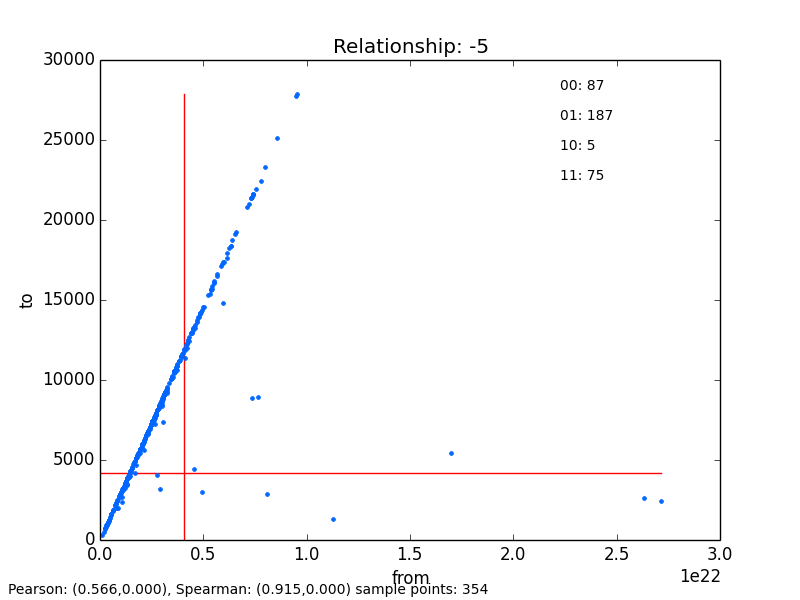 Relationship: -5
30000
25000
20000
15000
10000
5000
0
to
00: 87
01: 187
10: 5
11: 75
0.0 0.5 1.0 1.5 2.0 2.5 3.0
from
1e22
Pearson: (0.566,0.000), Spearman: (0.915,0.000) sample points: 354